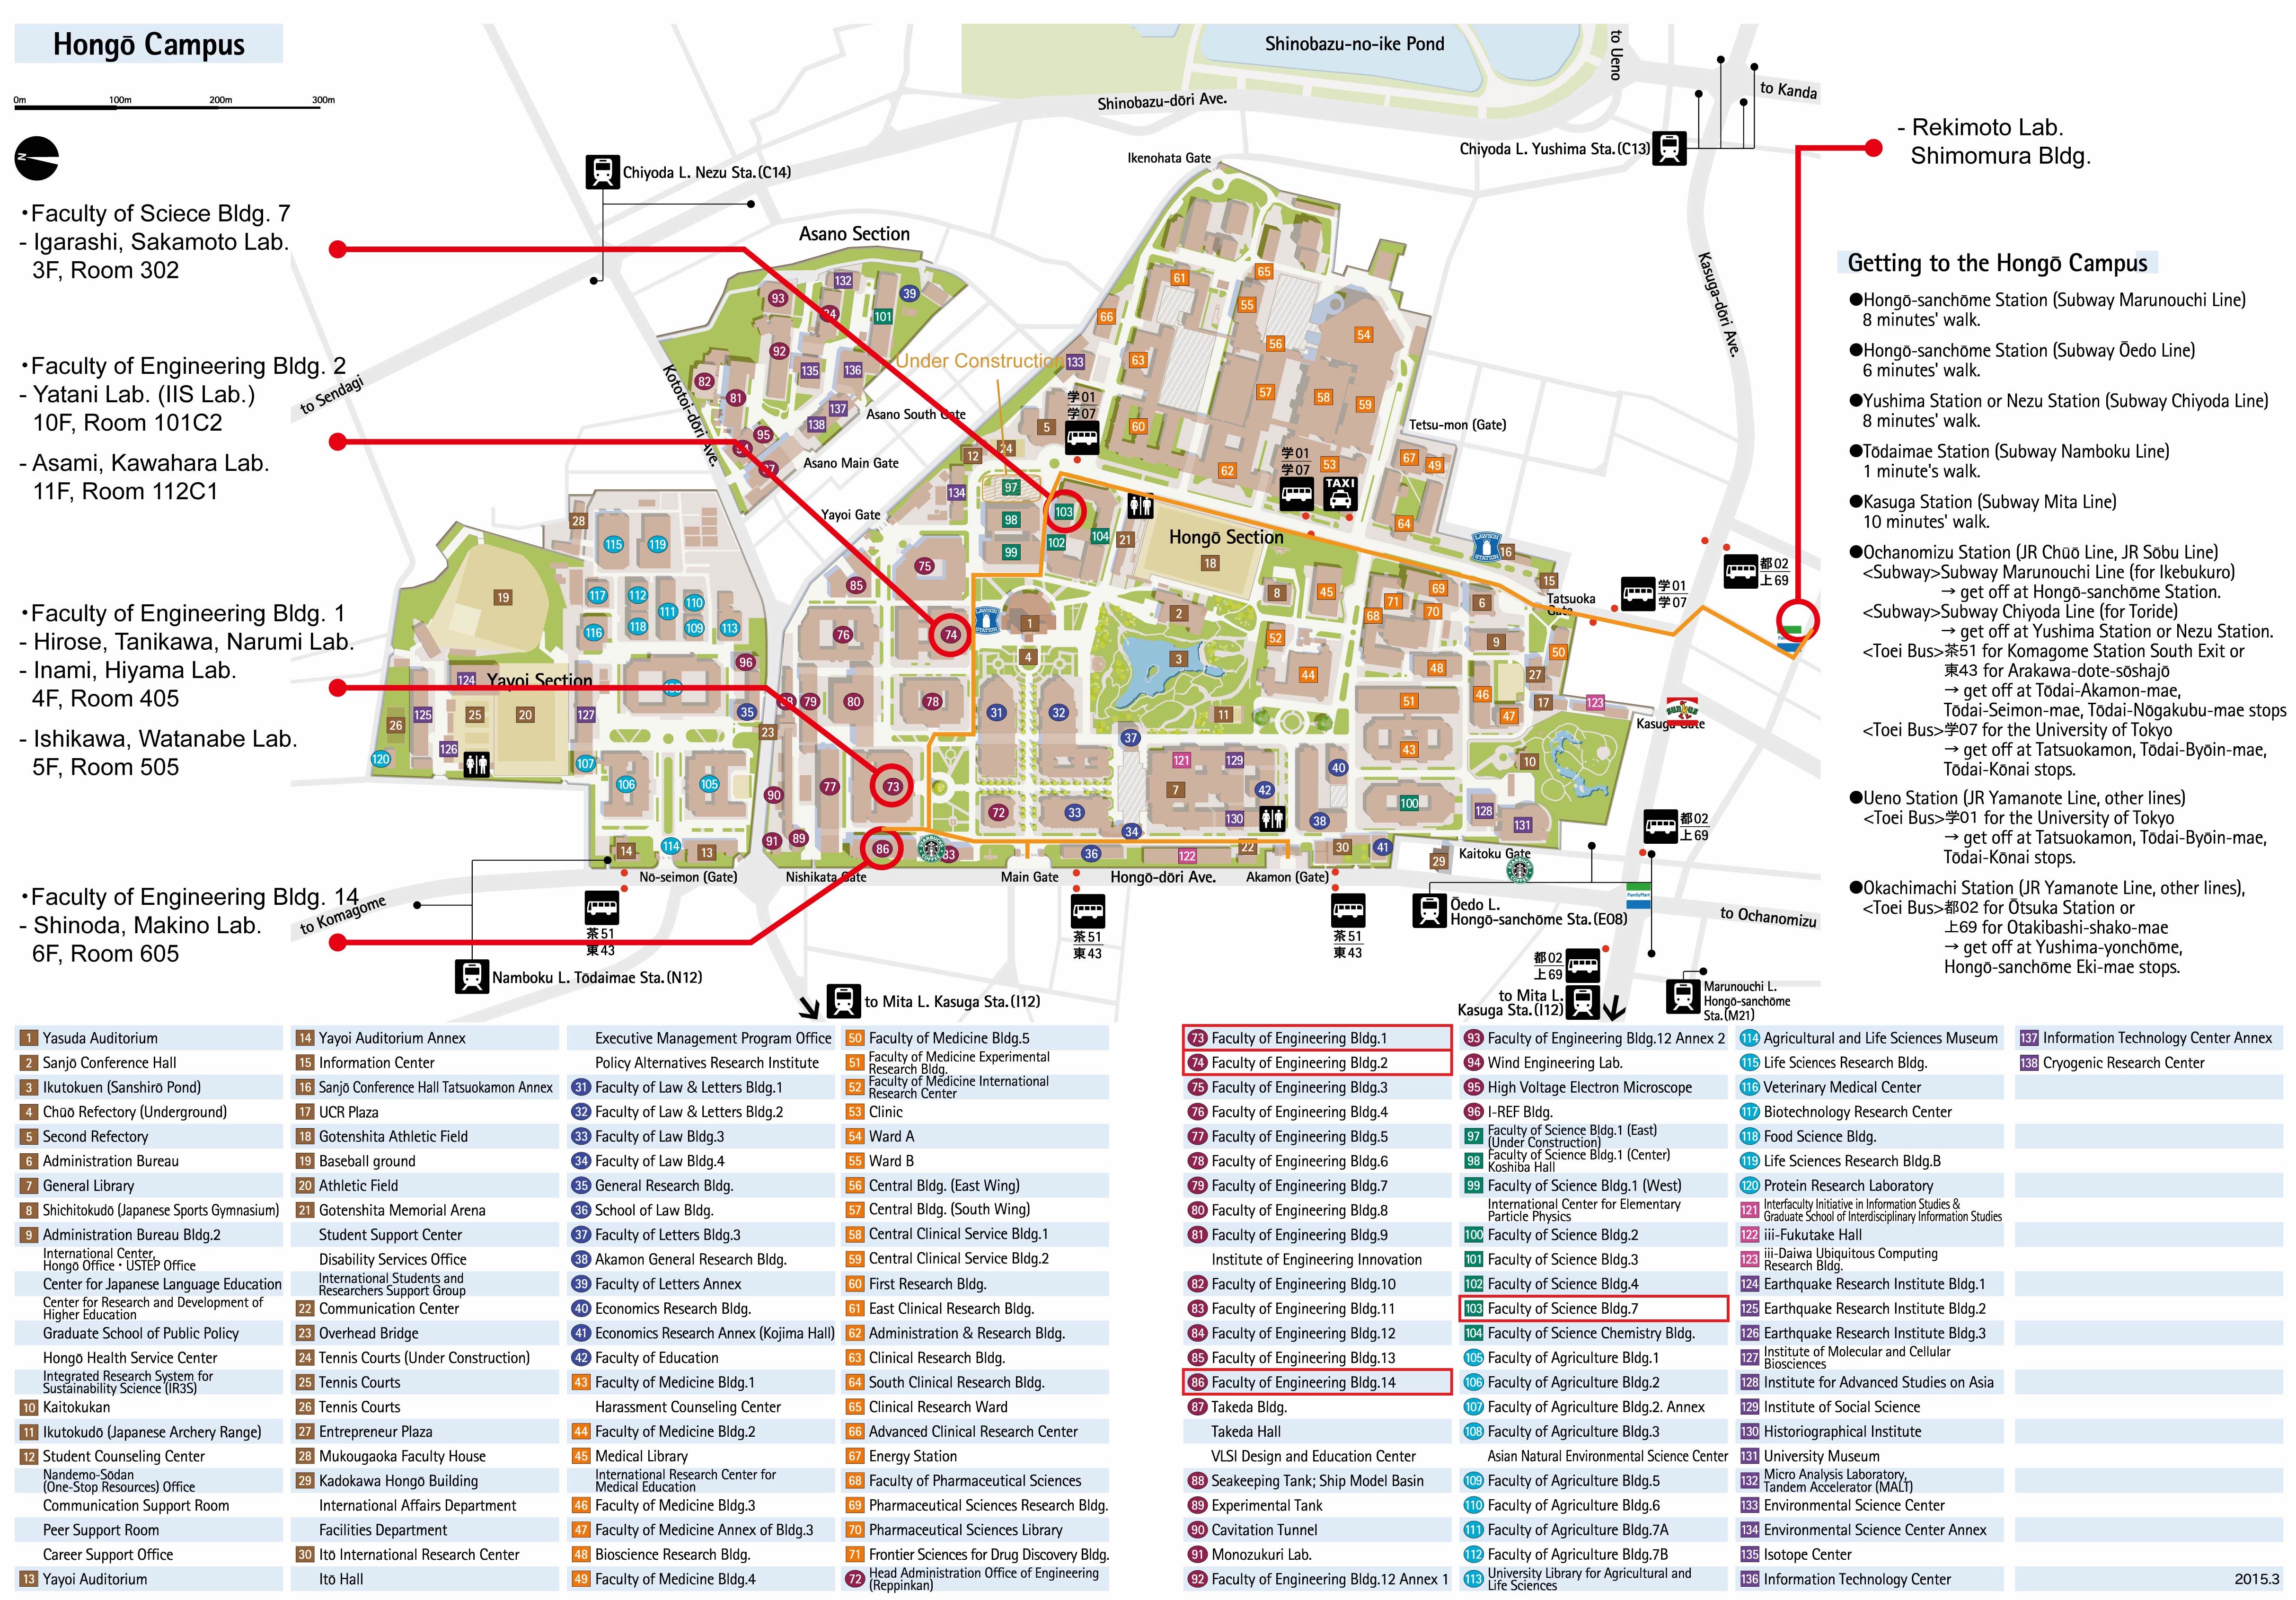 Hongō Campus
0m 100m 200m 300m
N
・Faculty of Sciece Bldg. 7
- Igarashi, Sakamoto Lab.
3F, Room 302
・Faculty of Engineering Bldg. 2
- Yatani Lab. (IIS Lab.)
10F, Room 101C2
- Asami, Kawahara Lab.
11F, Room 112C1
・Faculty of Engineering Bldg. 1
- Hirose, Tanikawa, Narumi Lab.
- Inami, Hiyama Lab.
4F, Room 405
- Ishikawa, Watanabe Lab.
5F, Room 505
・Faculty of Engineering Bldg. 14
- Shinoda, Makino Lab.
6F, Room 605
- Rekimoto Lab.
Shimomura Bldg.
Shinobazu-no-ike Pond
Shinobazu-dōri Ave.
to Ueno
to Kanda
Chiyoda L. Yushima Sta.(C13)
Chiyoda L. Nezu Sta.(C14)
Ikenohata Gate
Asano Section
Kasuga-dōri Ave.
Under Construction
to Sendagi
Kototoi-dōri Ave.
Asano South Gate
Asano Main Gate
Yayoi Gate
学01
学07
Tetsu-mon (Gate)
学01
学07
TAXI
Hongō Section
LAWSON STATION
都02
上69
学01
学07
Tatsuoka Gate
Yayoi Section
Kasuga Gate
都02
上69
Nō-seimon (Gate)
Nishikata Gate
Main Gate
Hongō-dōri Ave.
Akamon (Gate)
Kaitoku Gate
FamilyMart
to Komagome
to Ochanomizu
茶51
東43
茶51
東43
茶51
東43
Ōedo L.
Hongō-sanchōme Sta.(E08)
Namboku L. Tōdaimae Sta.(N12)
to Mita L. Kasuga Sta.(I12)
都02
上69
to Mita L.
Kasuga Sta.(I12)
Marunouchi L.
Hongō-sanchōme
Sta.(M21)
Getting to the Hongō Campus
●Hongō-sanchōme Station (Subway Marunouchi Line)
8 minutes' walk.
●Hongō-sanchōme Station (Subway Ōedo Line)
6 minutes' walk.
●Yushima Station or Nezu Station (Subway Chiyoda Line)
8 minutes' walk.
●Tōdaimae Station (Subway Namboku Line)
1 minute's walk.
●Kasuga Station (Subway Mita Line)
10 minutes' walk.
●Ochanomizu Station (JR Chūō Line, JR Sōbu Line)
<Subway>Subway Marunouchi Line (for Ikebukuro)
→ get off at Hongō-sanchōme Station.
<Subway>Subway Chiyoda Line (for Toride)
→ get off at Yushima Station or Nezu Station.
<Toei Bus>茶51 for Komagome Station South Exit or
東43 for Arakawa-dote-sōshajō
→ get off at Tōdai-Akamon-mae,
Tōdai-Seimon-mae, Tōdai-Nōgakubu-mae stops
<Toei Bus>学07 for the University of Tokyo
→ get off at Tatsuokamon, Tōdai-Byōin-mae,
Tōdai-Kōnai stops.
●Ueno Station (JR Yamanote Line, other lines)
<Toei Bus>学01 for the University of Tokyo
→ get off at Tatsuokamon, Tōdai-Byōin-mae,
Tōdai-Kōnai stops.
●Okachimachi Station (JR Yamanote Line, other lines),
<Toei Bus>都02 for Ōtsuka Station or
上69 for Otakibashi-shako-mae
→ get off at Yushima-yonchōme,
Hongō-sanchōme Eki-mae stops.
1 Yasuda Auditorium
2 Sanjō Conference Hall
3 Ikutokuen (Sanshirō Pond)
4 Chūō Refectory (Underground)
5 Second Refectory
6 Administration Bureau
7 General Library
8 Shichitokudō (Japanese Sports Gymnasium)
9 Administration Bureau Bldg.2
International Center,
Hongō Office・USTEP Office
Center for Japanese Language Education
Center for Research and Development of
Higher Education
Graduate School of Public Policy
Hongō Health Service Center
Integrated Research System for
Sustainability Science (IR3S)
10 Kaitokukan
11 Ikutokudō (Japanese Archery Range)
12 Student Counseling Center
Nandemo-Sōdan
(One-Stop Resources) Office
Communication Support Room
Peer Support Room
Career Support Office
13 Yayoi Auditorium
14 Yayoi Auditorium Annex
15 Information Center
16 Sanjō Conference Hall Tatsuokamon Annex
17 UCR Plaza
18 Gotenshita Athletic Field
19 Baseball ground
20 Athletic Field
21 Gotenshita Memorial Arena
Student Support Center
Disability Services Office
International Students and
Researchers Support Group
22 Communication Center
23 Overhead Bridge
24 Tennis Courts (Under Construction)
25 Tennis Courts
26 Tennis Courts
27 Entrepreneur Plaza
28 Mukougaoka Faculty House
29 Kadokawa Hongō Building
International Affairs Department
Facilities Department
30 Itō International Research Center
Itō Hall
Executive Management Program Office
Policy Alternatives Research Institute
31 Faculty of Law & Letters Bldg.1
32 Faculty of Law & Letters Bldg.2
33 Faculty of Law Bldg.3
34 Faculty of Law Bldg.4
35 General Research Bldg.
36 School of Law Bldg.
37 Faculty of Letters Bldg.3
38 Akamon General Research Bldg.
39 Faculty of Letters Annex
40 Economics Research Bldg.
41 Economics Research Annex (Kojima Hall)
42 Faculty of Education
43 Faculty of Medicine Bldg.1
Harassment Counseling Center
44 Faculty of Medicine Bldg.2
45 Medical Library
International Research Center for
Medical Education
46 Faculty of Medicine Bldg.3
47 Faculty of Medicine Annex of Bldg.3
48 Bioscience Research Bldg.
49 Faculty of Medicine Bldg.4
50 Faculty of Medicine Bldg.5
51 Faculty of Medicine Experimental
Research Bldg.
52 Faculty of Medicine International
Research Center
53 Clinic
54 Ward A
55 Ward B
56 Central Bldg. (East Wing)
57 Central Bldg. (South Wing)
58 Central Clinical Service Bldg.1
59 Central Clinical Service Bldg.2
60 First Research Bldg.
61 East Clinical Research Bldg.
62 Administration & Research Bldg.
63 Clinical Research Bldg.
64 South Clinical Research Bldg.
65 Clinical Research Ward
66 Advanced Clinical Research Center
67 Energy Station
68 Faculty of Pharmaceutical Sciences
69 Pharmaceutical Sciences Research Bldg.
70 Pharmaceutical Sciences Library
71 Frontier Sciences for Drug Discovery Bldg.
72 Head Administration Office of Engineering
(Reppinkan)
73 Faculty of Engineering Bldg.1
74 Faculty of Engineering Bldg.2
75 Faculty of Engineering Bldg.3
76 Faculty of Engineering Bldg.4
77 Faculty of Engineering Bldg.5
78 Faculty of Engineering Bldg.6
79 Faculty of Engineering Bldg.7
80 Faculty of Engineering Bldg.8
81 Faculty of Engineering Bldg.9
Institute of Engineering Innovation
82 Faculty of Engineering Bldg.10
83 Faculty of Engineering Bldg.11
84 Faculty of Engineering Bldg.12
85 Faculty of Engineering Bldg.13
86 Faculty of Engineering Bldg.14
87 Takeda Bldg.
Takeda Hall
VLSI Design and Education Center
88 Seakeeping Tank; Ship Model Basin
89 Experimental Tank
90 Cavitation Tunnel
91 Monozukuri Lab.
92 Faculty of Engineering Bldg.12 Annex 1
93 Faculty of Engineering Bldg.12 Annex 2
94 Wind Engineering Lab.
95 High Voltage Electron Microscope
96 I-REF Bldg.
97 Faculty of Science Bldg.1 (East)
(Under Construction)
98 Faculty of Science Bldg.1 (Center)
Koshiba Hall
99 Faculty of Science Bldg.1 (West)
International Center for Elementary
Particle Physics
100 Faculty of Science Bldg.2
101 Faculty of Science Bldg.3
102 Faculty of Science Bldg.4
103 Faculty of Science Bldg.7
104 Faculty of Science Chemistry Bldg.
105 Faculty of Agriculture Bldg.1
106 Faculty of Agriculture Bldg.2
107 Faculty of Agriculture Bldg.2. Annex
108 Faculty of Agriculture Bldg.3
Asian Natural Environmental Science Center
109 Faculty of Agriculture Bldg.5
110 Faculty of Agriculture Bldg.6
111 Faculty of Agriculture Bldg.7A
112 Faculty of Agriculture Bldg.7B
113 University Library for Agricultural and
Life Sciences
114 Agricultural and Life Sciences Museum
115 Life Sciences Research Bldg.
116 Veterinary Medical Center
117 Biotechnology Research Center
118 Food Science Bldg.
119 Life Sciences Research Bldg.B
120 Protein Research Laboratory
121 Interfaculty Initiative in Information Studies &
Graduate School of Interdisciplinary Information Studies
122 iii-Fukutake Hall
123 iii-Daiwa Ubiquitous Computing
Research Bldg.
124 Earthquake Research Institute Bldg.1
125 Earthquake Research Institute Bldg.2
126 Earthquake Research Institute Bldg.3
127 Institute of Molecular and Cellular
Biosciences
128 Institute for Advanced Studies on Asia
129 Institute of Social Science
130 Historiographical Institute
131 University Museum
132 Micro Analysis Laboratory,
Tandem Accelerator (MALT)
133 Environmental Science Center
134 Environmental Science Center Annex
135 Isotope Center
136 Information Technology Center
137 Information Technology Center Annex
138 Cryogenic Research Center
2015.3